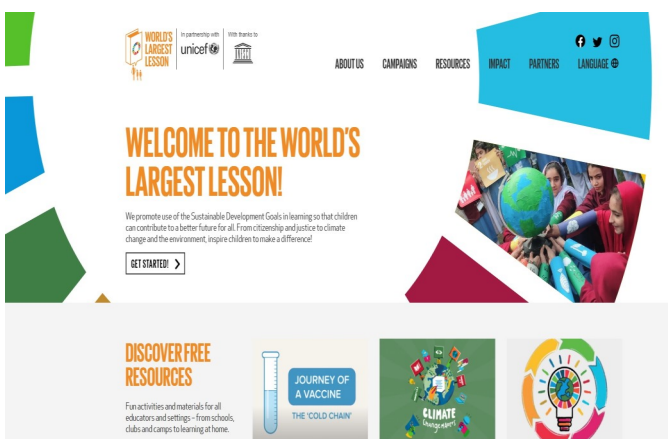 WORLD'S
LARGEST
LESSON
In partnership with
unicef
With thanks to
ABOUT US CAMPAIGNS RESOURCES IMPACT PARTNERS LANGUAGE
WELCOME TO THE WORLD'S
LARGEST LESSON!
We promote use of the Sustainable Development Goals in learning so that children
can contribute to a better future for all. From citizenship and justice to climate
change and the environment, inspire children to make a difference!
GET STARTED!
DISCOVER FREE
RESOURCES
Fun activities and materials for all
educators and settings – from schools,
clubs and camps to learning at home.
JOURNEY OF
A VACCINE
THE 'COLD CHAIN'
CLIMATE